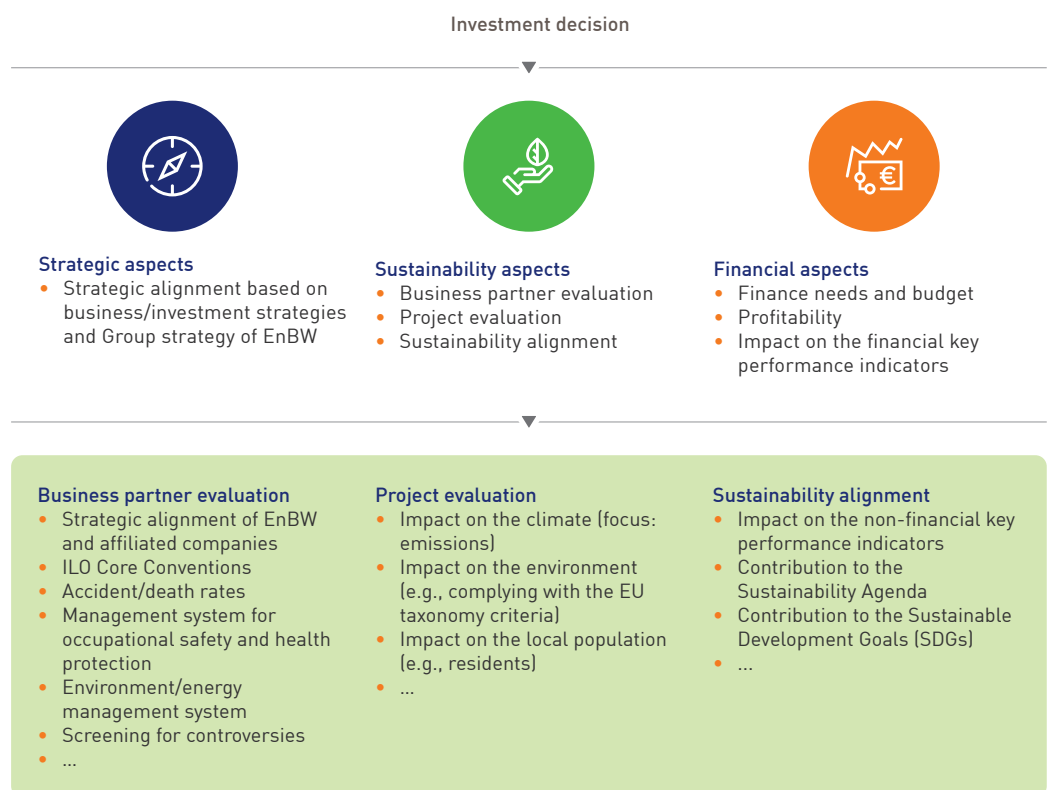 Investment decision
€
Strategic aspects
• Strategic alignment based on
business/investment strategies
and Group strategy of EnBW
Sustainability aspects
• Business partner evaluation
• Project evaluation
• Sustainability alignment
Financial aspects
• Finance needs and budget
• Profitability
• Impact on the financial key
performance indicators
Business partner evaluation
• Strategic alignment of EnBW
and affiliated companies
• ILO Core Conventions
• Accident/death rates
• Management system for
occupational safety and health
protection
• Environment/energy
management system
• Screening for controversies
• ...
Project evaluation
• Impact on the climate (focus:
emissions)
• Impact on the environment
(e.g., complying with the EU
taxonomy criteria)
• Impact on the local population
(e.g., residents)
• ...
Sustainability alignment
• Impact on the non-financial key
performance indicators
• Contribution to the
Sustainability Agenda
• Contribution to the Sustainable
Development Goals (SDGs)
• ...